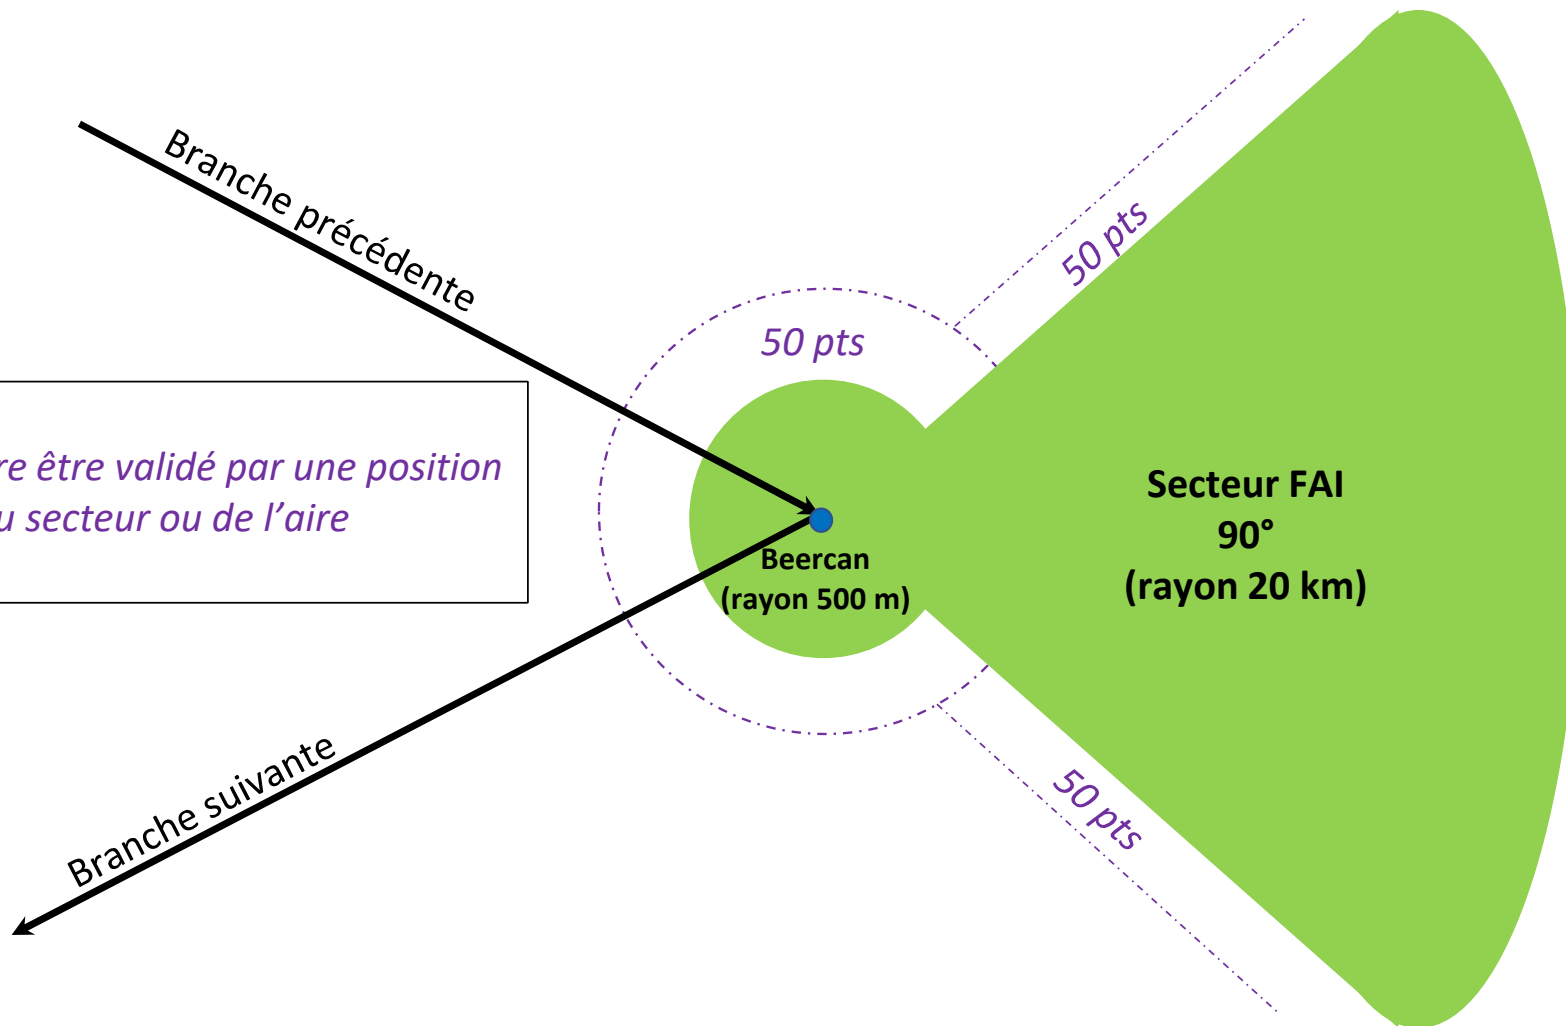 Branche précédente
50 pts
50 pts
être validé par une position
secteur ou de l’aire
Beercan
(rayon 500 m)
Secteur FAI
90°
(rayon 20 km)
Branche suivante
50 pts